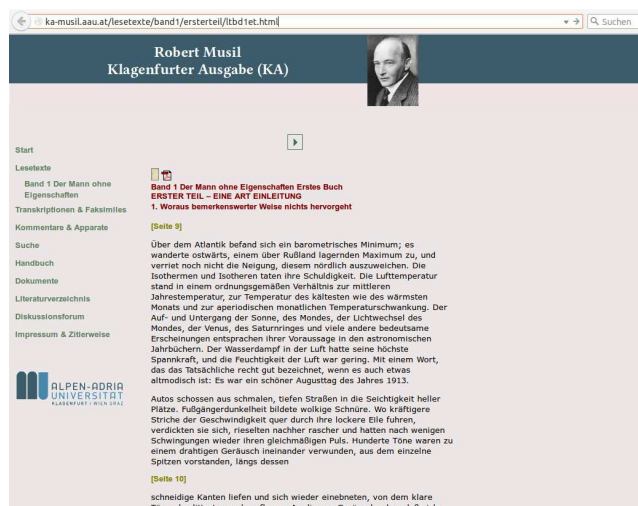 ka-musil.aau.at/lesetexte/band1/ersterteil/ltbd1et.html
Suchen
Robert Musil
Klagenfurter Ausgabe (KA)
Start
Lesetexte
Band 1 Der Mann ohne
Eigenschaften
Transkriptionen & Faksimiles
Kommentare & Apparate
Suche
Handbuch
Dokumente
Literaturverzeichnis
Diskussionsforum
Impressum & Zitierweise
ALPEN-ADRIA
UNIVERSITÄT
KLAGENFURT I WIEN GRAZ
Band 1 Der Mann ohne Eigenschaften Erstes Buch
ERSTER TEIL – EINE ART EINLEITUNG
1. Woraus bemerkenswerter Weise nichts hervorgeht
[Seite 9]
Über dem Atlantik befand sich ein barometrisches Minimum; es
wanderte ostwärts, einem über Rußland lagernden Maximum zu, und
verriet noch nicht die Neigung, diesem nördlich auszuweichen. Die
Isothermen und Isotheren taten ihre Schuldigkeit. Die Lufttemperatur
stand in einem ordnungsgemäßen Verhältnis zur mittleren
Jahrestemperatur, zur Temperatur des kältesten wie des wärmsten
Monats und zur aperiodischen monatlichen Temperaturschwankung. Der
Auf- und Untergang der Sonne, des Mondes, der Lichtwechsel des
Mondes, der Venus, des Saturnringes und viele andere bedeutsame
Erscheinungen entsprachen ihrer Voraussage in den astronomischen
Jahrbüchern. Der Wasserdampf in der Luft hatte seine höchste
Spannkraft, und die Feuchtigkeit der Luft war gering. Mit einem Wort,
das das Tatsächliche recht gut bezeichnet, wenn es auch etwas
altmodisch ist: Es war ein schöner Augusttag des Jahres 1913.
Autos schossen aus schmalen, tiefen Straßen in die Seichtigkeit heller
Plätze. Fußgängerdunkelheit bildete wolkige Schnüre. Wo kräftigere
Striche der Geschwindigkeit quer durch ihre lockere Eile fuhren,
verdickten sie sich, rieselten nachher rascher und hatten nach wenigen
Schwingungen wieder ihren gleichmäßigen Puls. Hunderte Töne waren zu
einem drahtigen Geräusch ineinander verwunden, aus dem einzelne
Spitzen vorstanden, längs dessen
[Seite 10]
schneidige Kanten liefen und sich wieder einebneten, von dem klare